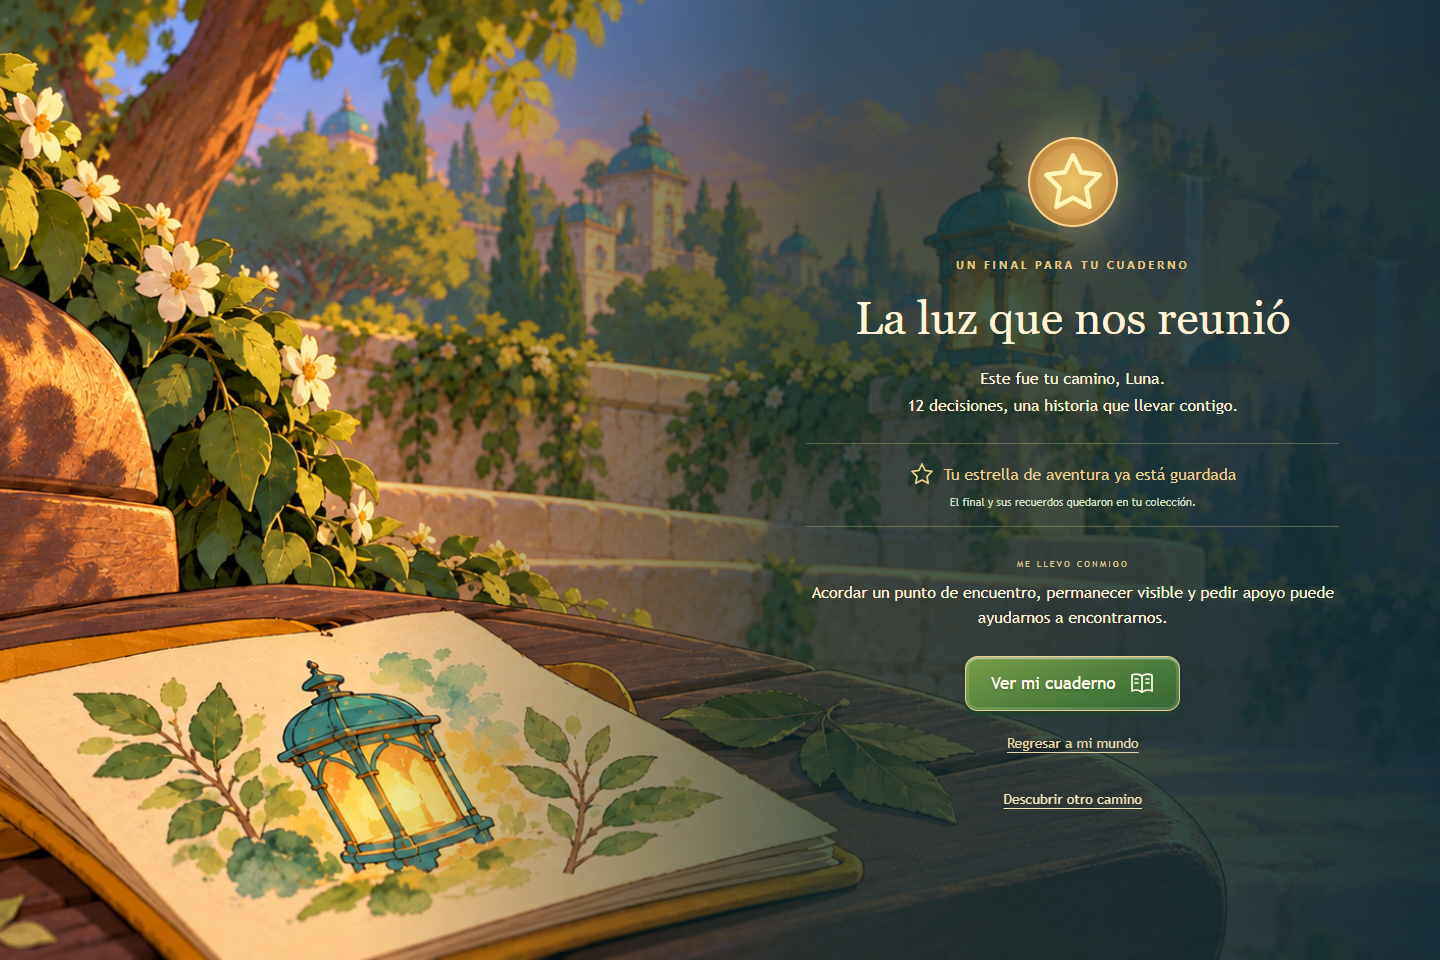 UN FINAL PARA TU CUADERNO
La luz que nos reunió
Este fue tu camino, Luna.
12 decisiones, una historia que llevar contigo.
Tu estrella de aventura ya está guardada
El final y sus recuerdos quedaron en tu colección.
ME LLEVO CONMIGO
Acordar un punto de encuentro, permanecer visible y pedir apoyo puede
ayudarnos a encontrarnos.
Ver mi cuaderno
Regresar a mi mundo
Descubrir otro camino